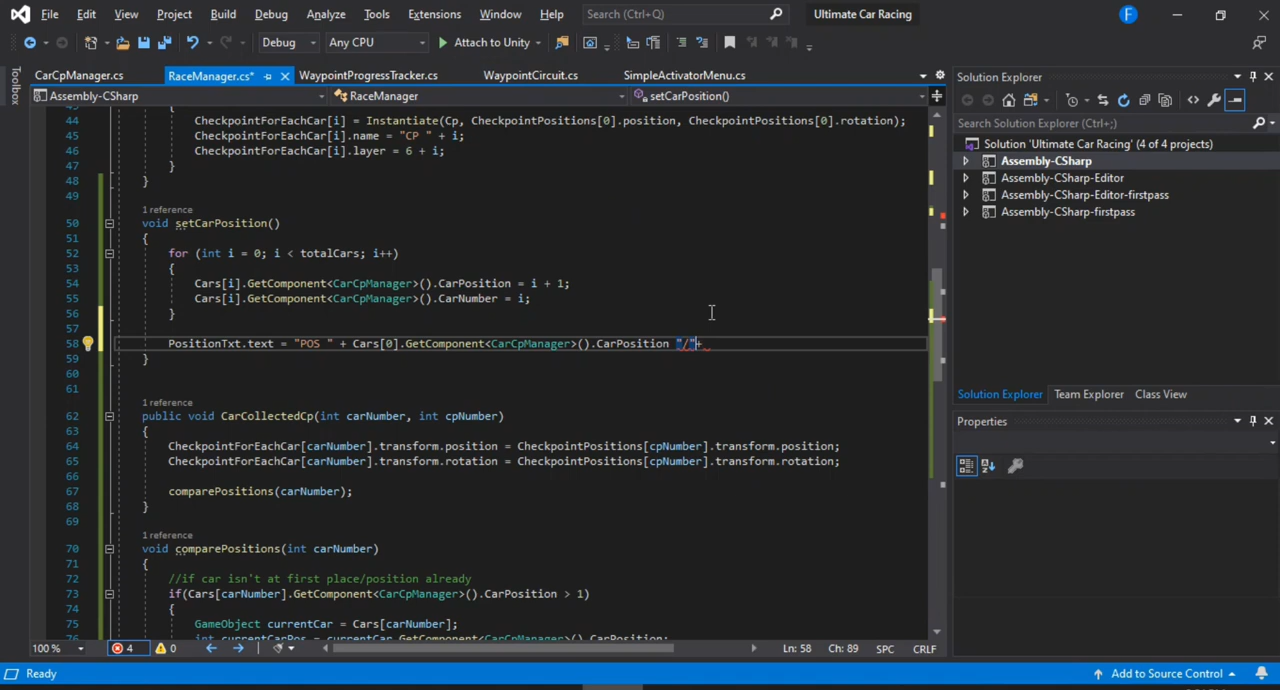 File Edit View Project Build Debug Analyze Tools Extensions Window Help Search (Ctrl+Q) Ultimate Car Racing F
Debug Any CPU Attach to Unity
Toolbox
CarCpManager.cs RaceManager.cs* WaypointProgressTracker.cs WaypointCircuit.cs SimpleActivatorMenu.cs
Assembly-CSharp RaceManager setCarPosition()
44 CheckpointForEachCar[i] = Instantiate(Cp, CheckpointPositions[0].position, CheckpointPositions[0].rotation);
45 CheckpointForEachCar[i].name = "CP " + i;
46 CheckpointForEachCar[i].layer = 6 + i;
47 }
48 }
49
1 reference
50 void setCarPosition()
51 {
52 for (int i = 0; i < totalCars; i++)
53 {
54 Cars[i].GetComponent<CarCpManager>().CarPosition = i + 1;
55 Cars[i].GetComponent<CarCpManager>().CarNumber = i;
56 }
57
58 PositionTxt.text = "POS " + Cars[0].GetComponent<CarCpManager>().CarPosition "/"+
59 }
60
61
1 reference
62 public void CarCollectedCp(int carNumber, int cpNumber)
63 {
64 CheckpointForEachCar[carNumber].transform.position = CheckpointPositions[cpNumber].transform.position;
65 CheckpointForEachCar[carNumber].transform.rotation = CheckpointPositions[cpNumber].transform.rotation;
66
67 comparePositions(carNumber);
68 }
69
1 reference
70 void comparePositions(int carNumber)
71 {
72 //if car isn't at first place/position already
73 if(Cars[carNumber].GetComponent<CarCpManager>().CarPosition > 1)
74 {
75 GameObject currentCar = Cars[carNumber];
76 int currentCarPos = currentCar.GetComponent<CarCpManager>().CarPosition;
100 % 4 0 Ln: 58 Ch: 89 SPC CRLF
Solution Explorer
Search Solution Explorer (Ctrl+;)
Solution 'Ultimate Car Racing' (4 of 4 projects)
Assembly-CSharp
Assembly-CSharp-Editor
Assembly-CSharp-Editor-firstpass
Assembly-CSharp-firstpass
Solution Explorer Team Explorer Class View
Properties
Ready Add to Source Control